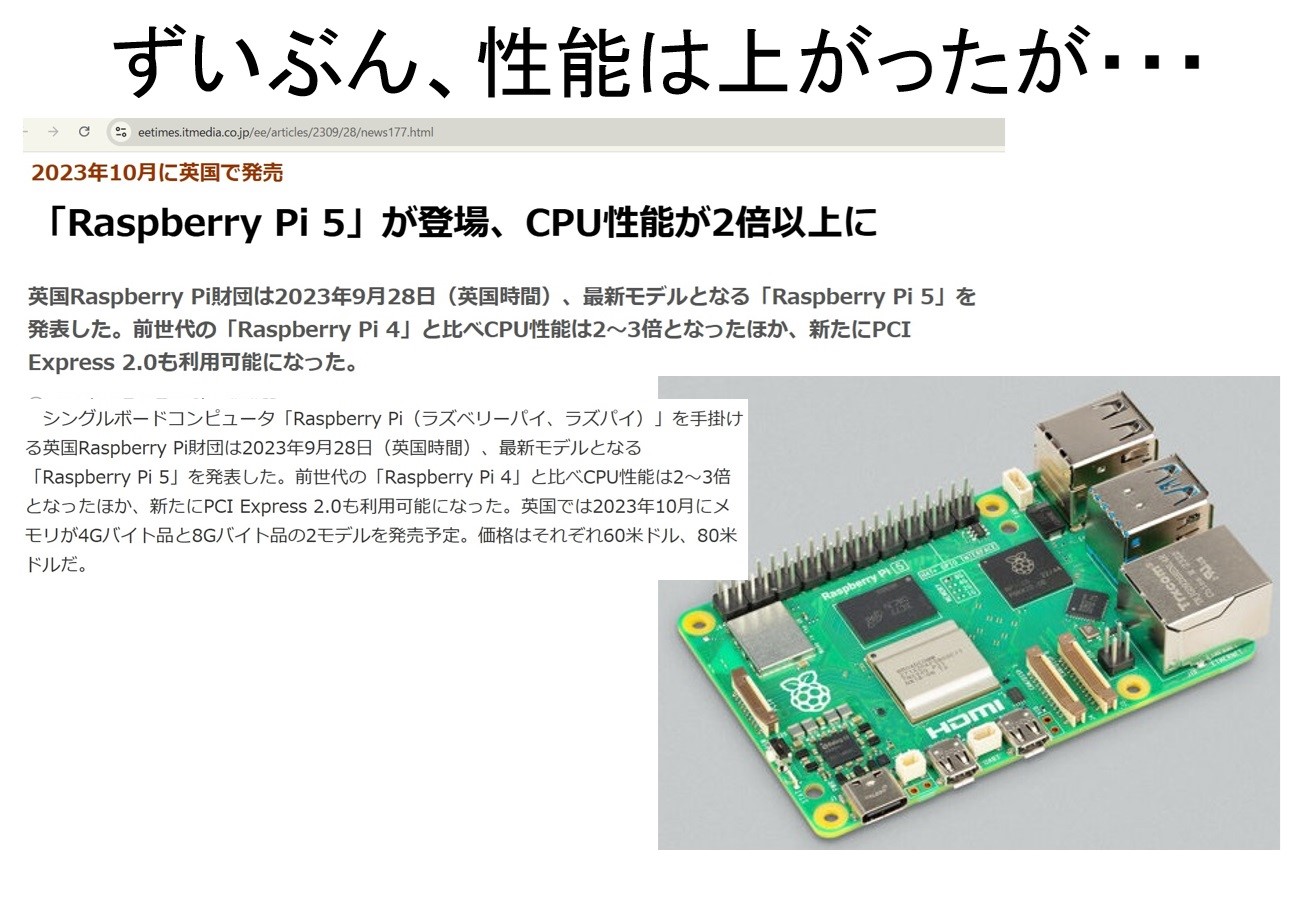 ずいぶん、性能は上がったが・・・
eetimes.itmedia.co.jp/ee/articles/2309/28/news177.html
2023年10月に英国で発売
「Raspberry Pi 5」が登場、CPU性能が2倍以上に
英国Raspberry Pi財団は2023年9月28日（英国時間）、最新モデルとなる「Raspberry Pi 5」を
発表した。前世代の「Raspberry Pi 4」と比べCPU性能は2～3倍となったほか、新たにPCI
Express 2.0も利用可能になった。
シングルボードコンピュータ「Raspberry Pi（ラズベリーパイ、ラズパイ）」を手掛け
る英国Raspberry Pi財団は2023年9月28日（英国時間）、最新モデルとなる
「Raspberry Pi 5」を発表した。前世代の「Raspberry Pi 4」と比べCPU性能は2～3倍
となったほか、新たにPCI Express 2.0も利用可能になった。英国では2023年10月にメ
モリが4Gバイト品と8Gバイト品の2モデルを発売予定。価格はそれぞれ60米ドル、80米
ドルだ。
Raspberry Pi 5
HDMI
Trxcom
ETHERNET